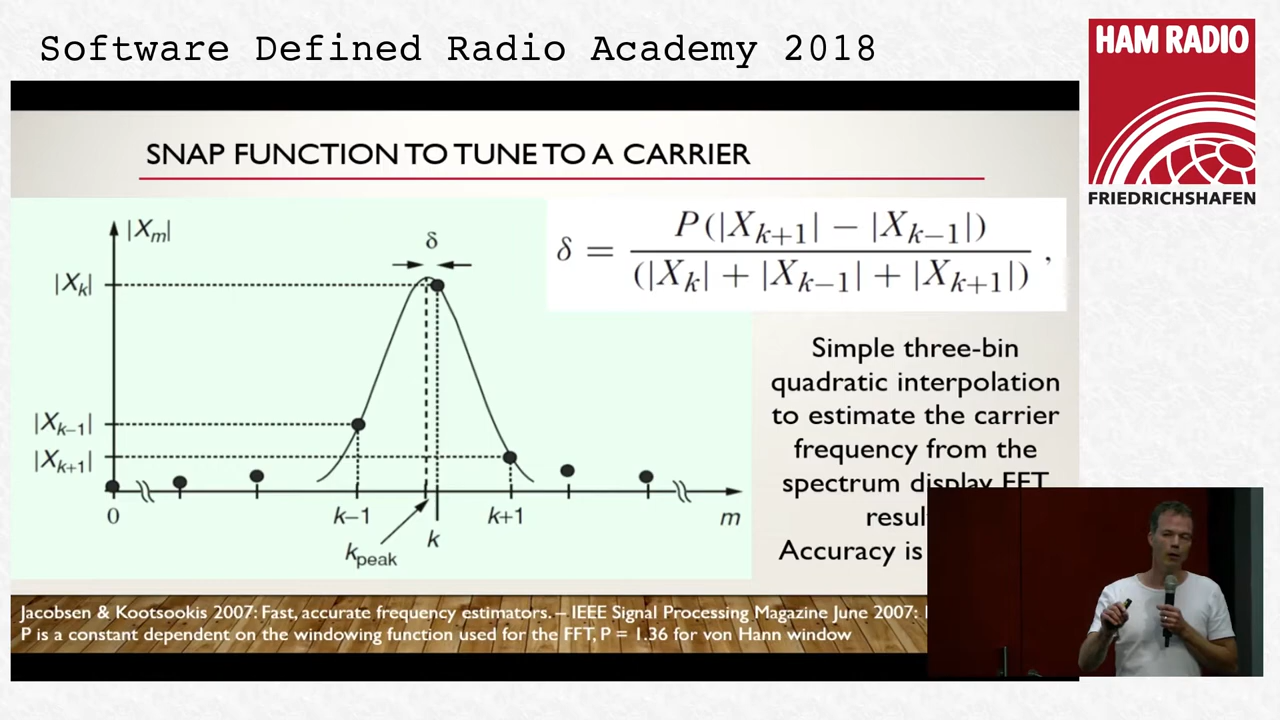 Software Defined Radio Academy 2018
HAM RADIO
FRIEDRICHSHAFEN
SNAP FUNCTION TO TUNE TO A CARRIER
|Xm|
δ
|Xk|
|Xk−1|
|Xk+1|
0
k−1
kpeak
k
k+1
m
δ = P(|Xk+1| − |Xk−1|) / (|Xk| + |Xk−1| + |Xk+1|) ,
Simple three-bin
quadratic interpolation
to estimate the carrier
frequency from the
spectrum display FFT
Accuracy is
Jacobsen & Kootsookis 2007: Fast, accurate frequency estimators. – IEEE Signal Processing Magazine June 2007:
P is a constant dependent on the windowing function used for the FFT, P = 1.36 for von Hann window